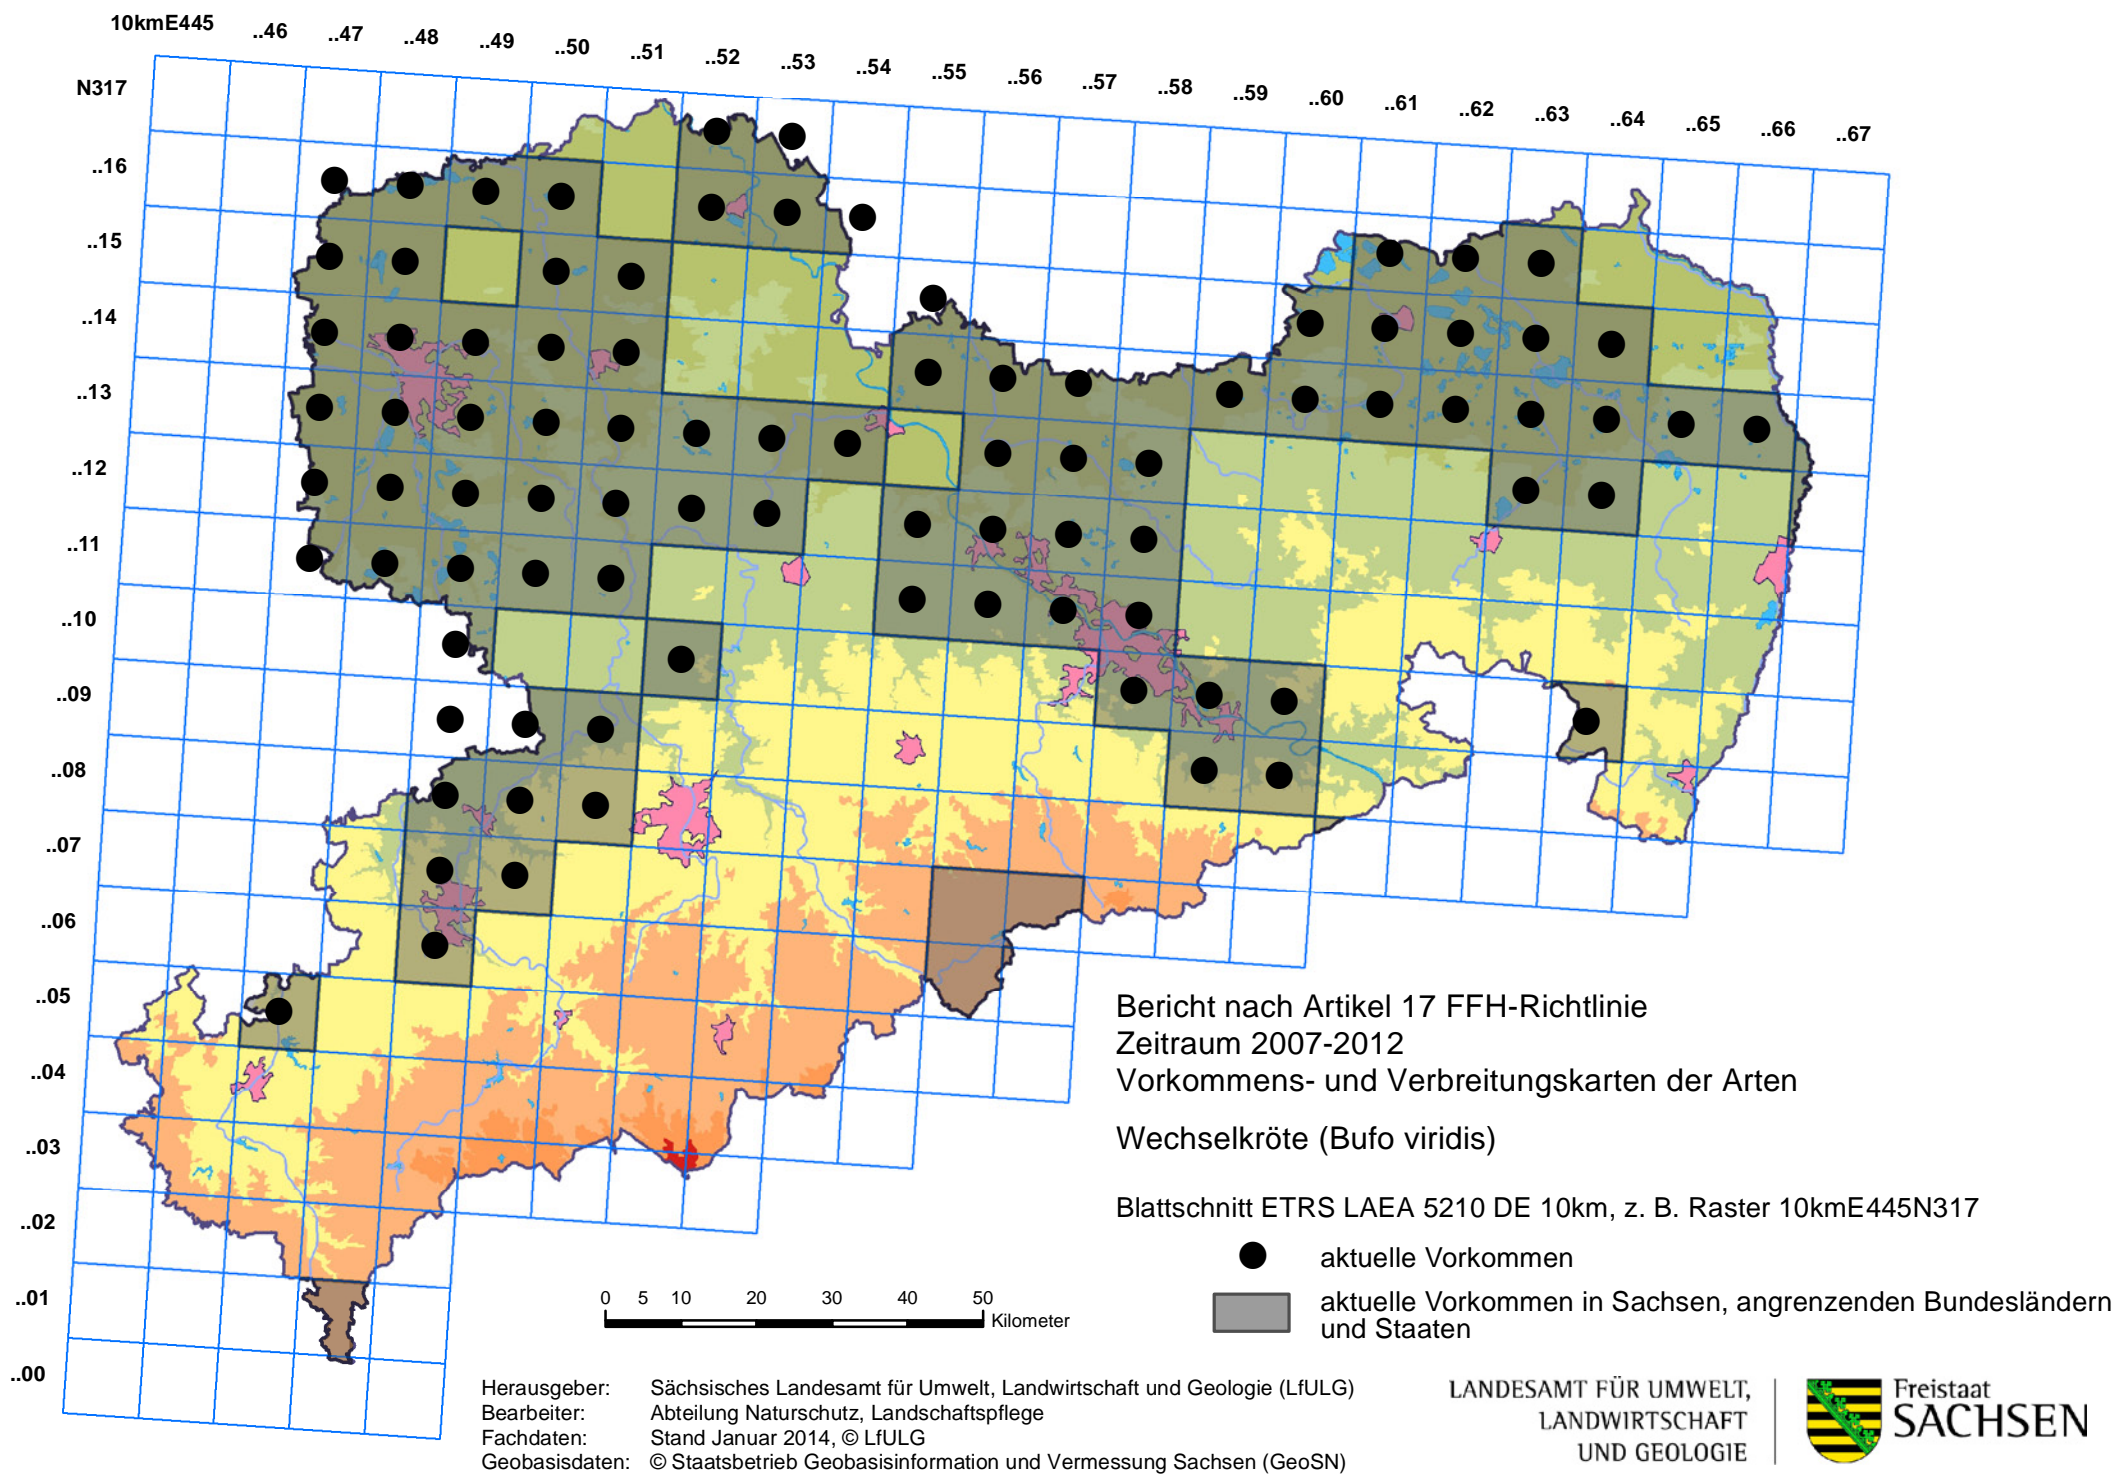 10kmE445 ..46 ..47 ..48 ..49 ..50 ..51 ..52 ..53 ..54 ..55 ..56 ..57 ..58 ..59 ..60 ..61 ..62 ..63 ..64 ..65 ..66 ..67
N317
..16
..15
..14
..13
..12
..11
..10
..09
..08
..07
..06
..05
..04
..03
..02
..01
..00
Bericht nach Artikel 17 FFH-Richtlinie
Zeitraum 2007-2012
Vorkommens- und Verbreitungskarten der Arten
Wechselkröte (Bufo viridis)
Blattschnitt ETRS LAEA 5210 DE 10km, z. B. Raster 10kmE445N317
aktuelle Vorkommen
aktuelle Vorkommen in Sachsen, angrenzenden Bundesländern
und Staaten
0 5 10 20 30 40 50
Kilometer
Herausgeber: Sächsisches Landesamt für Umwelt, Landwirtschaft und Geologie (LfULG)
Bearbeiter: Abteilung Naturschutz, Landschaftspflege
Fachdaten: Stand Januar 2014, © LfULG
Geobasisdaten: © Staatsbetrieb Geobasisinformation und Vermessung Sachsen (GeoSN)
LANDESAMT FÜR UMWELT,
LANDWIRTSCHAFT
UND GEOLOGIE
Freistaat
SACHSEN